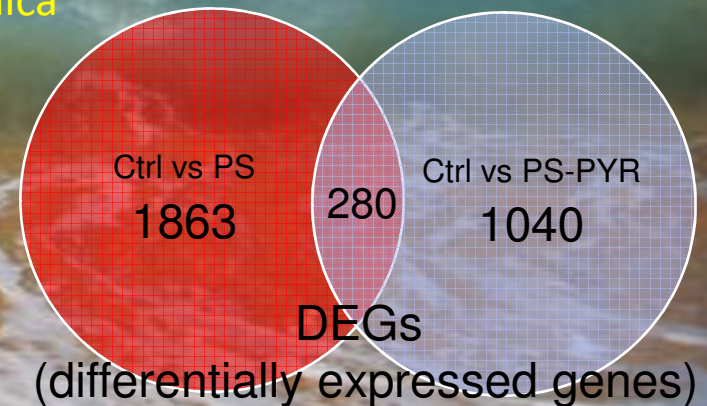 Ctrl vs PS
1863
280
Ctrl vs PS-PYR
1040
DEGs
(differentially expressed genes)